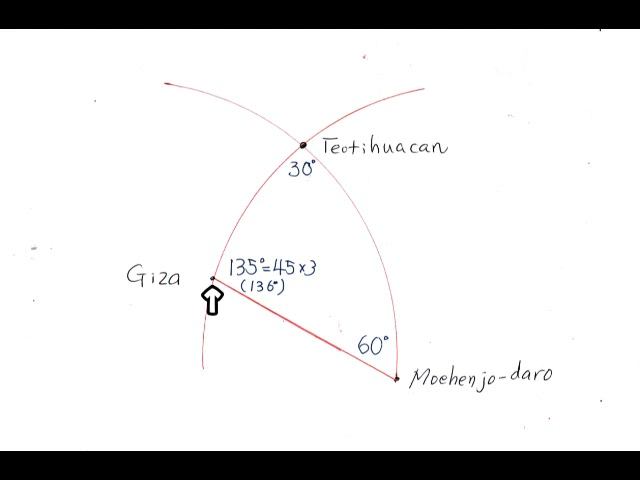 Teotihuacan
30°
Giza
135°=45×3
(136°)
60°
Moehenjo-daro